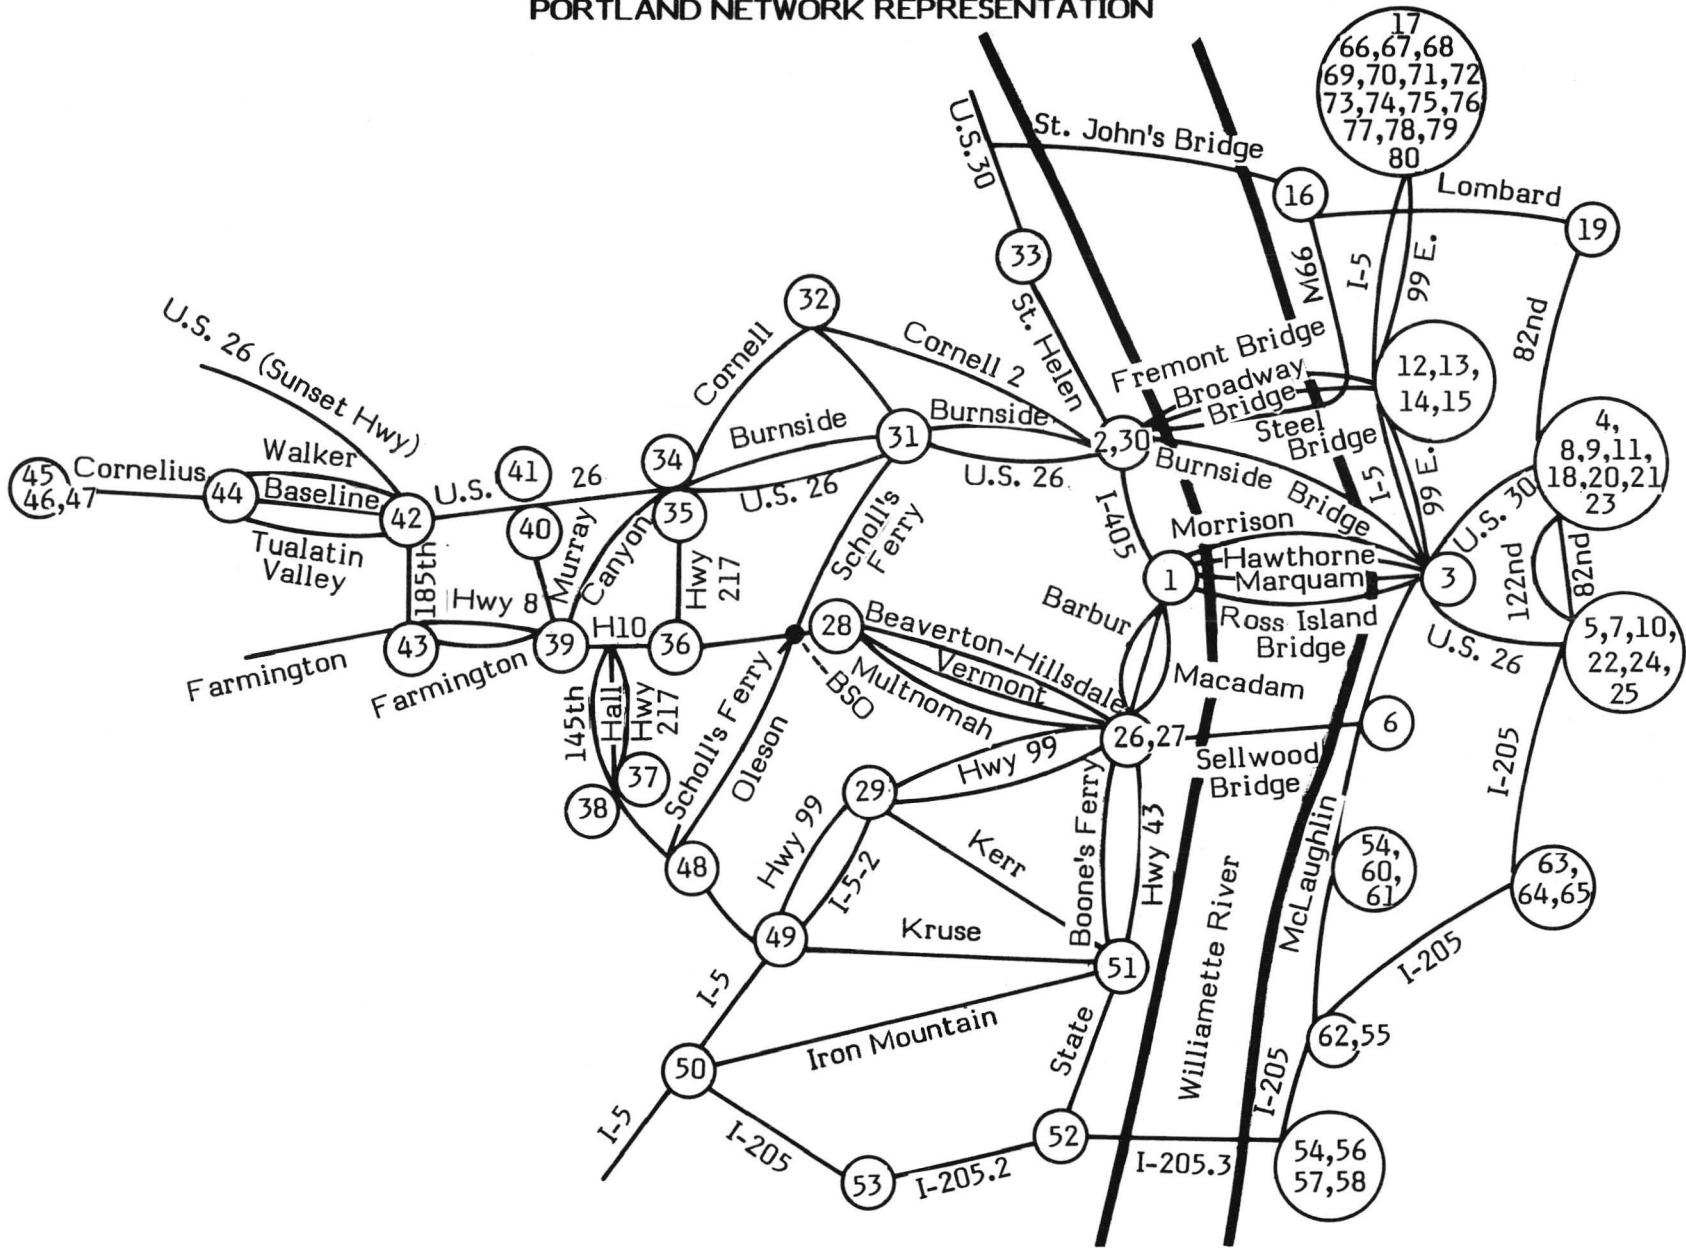 PORTLAND NETWORK REPRESENTATION
17
66,67,68
69,70,71,72
73,74,75,76
77,78,79
80
U.S.30
St. John's Bridge
16
Lombard
19
33
99W
I-5
99 E.
82nd
32
St. Helen
Cornell
Cornell 2
Fremont Bridge
Broadway
Bridge
Steel
Bridge
12,13,
14,15
U.S. 26 (Sunset Hwy)
Burnside
Burnside
31
2,30
Burnside Bridge
I-5
99 E.
4,
8,9,11,
18,20,21
23
45
46,47
Cornelius
44
Walker
Baseline
Tualatin
Valley
42
U.S. 26
41
40
34
35
U.S. 26
U.S. 26
U.S. 30
I-405
Morrison
Hawthorne
Marquam
Ross Island
Bridge
1
3
122nd
82nd
185th
Hwy 8
Murray
Canyon
Hwy
217
Scholl's
Ferry
Barbur
U.S. 26
5,7,10,
22,24,
25
Farmington
43
Farmington
39
H10
36
28
Beaverton-Hillsdale
Vermont
Multnomah
BSO
Macadam
145th
Hall
Hwy
217
Scholl's Ferry
Oleson
26,27
6
Sellwood
Bridge
I-205
37
38
29
Hwy 99
Hwy 99
I-5-2
Kerr
Boone's Ferry
Hwy 43
48
49
Kruse
51
Williamette River
McLaughlin
54,
60,
61
63,
64,65
I-205
I-5
Iron Mountain
State
62,55
50
I-5
I-205
53
I-205.2
52
I-205.3
I-205
54,56
57,58